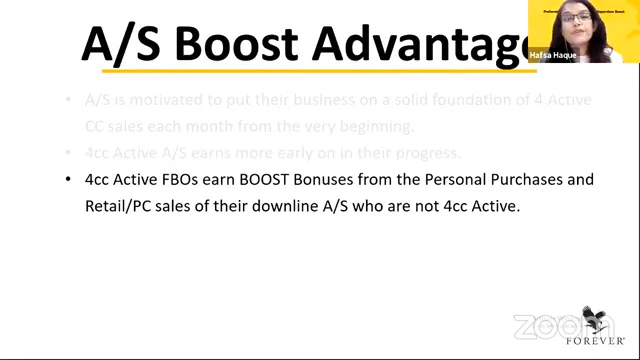 A/S Boost Advantage
Hafsa Haque
• A/S is motivated to put their business on a solid foundation of 4 Active
CC sales each month from the very beginning.
• 4cc Active A/S earns more early on in their progress.
• 4cc Active FBOs earn BOOST Bonuses from the Personal Purchases and
Retail/PC sales of their downline A/S who are not 4cc Active.
zoom
FOREVER